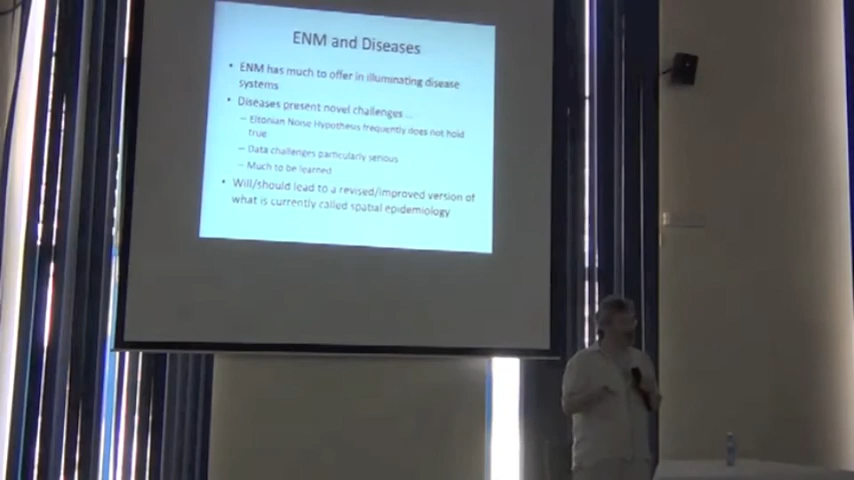 ENM and Diseases
• ENM has much to offer in illuminating disease
systems
• Diseases present novel challenges ...
– Eltonian Noise Hypothesis frequently does not hold
true
– Data challenges particularly serious
– Much to be learned
• Will/should lead to a revised/improved version of
what is currently called spatial epidemiology